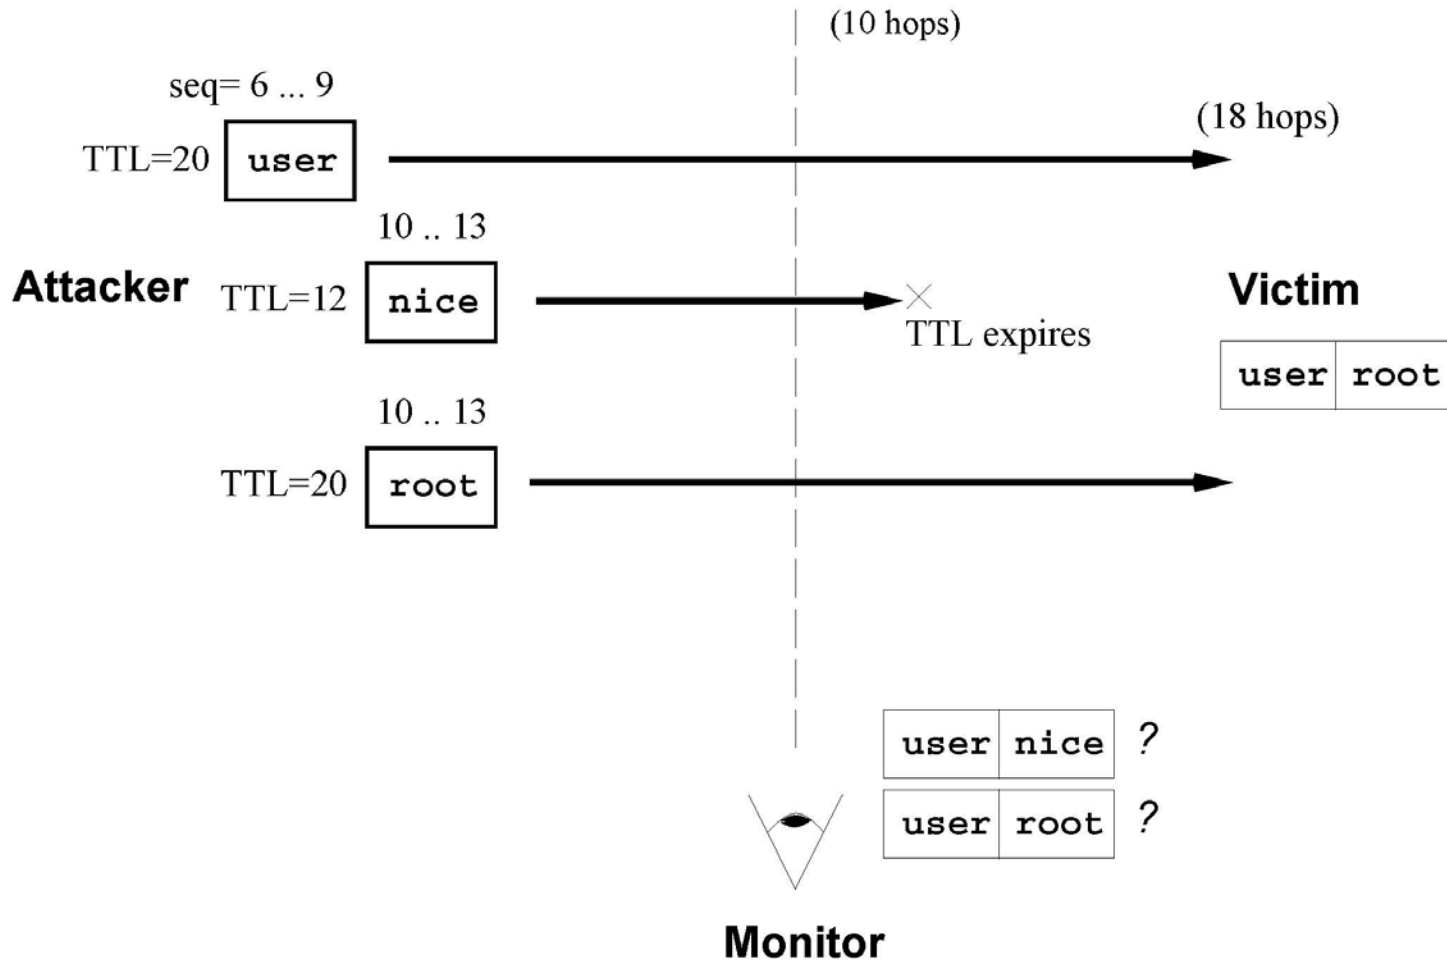 (10 hops)
seq= 6 ... 9
(18 hops)
TTL=20 user
10 .. 13
Attacker TTL=12 nice
TTL expires
Victim
user root
10 .. 13
TTL=20 root
user nice ?
user root ?
Monitor